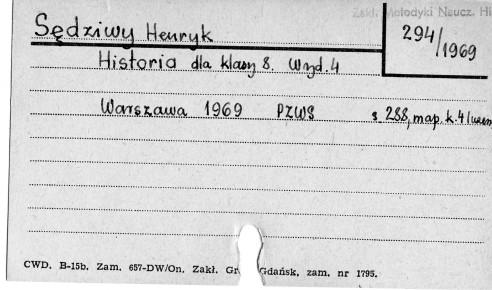 Zakł. Metodyki Naucz. Hi
Sędziwy Henryk
294/1969
Historia dla klasy 8. Wyd. 4
Warszawa 1969 PZWS s 288, map. k. 4
CWD. B-15b. Zam. 657-DW/On. Zakł. Gr Gdańsk, zam. nr 1795.